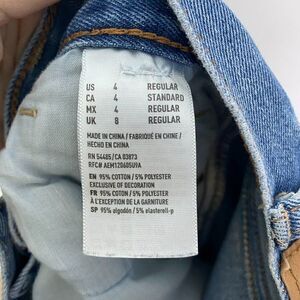 US 4 REGULAR
CA 4 STANDARD
MX 4 REGULAR
UK 8 REGULAR
MADE IN CHINA / FABRIQUÉ EN CHINE /
HECHO EN CHINA
RN 54485/CA 03873
RFC# AEM120605U9A
EN: 95% COTTON / 5% POLYESTER
EXCLUSIVE OF DECORATION
FR: 95% COTON / 5% POLYESTER
À L'EXCEPTION DE LA GARNITURE
SP: 95% algodón / 5% elasterell-p